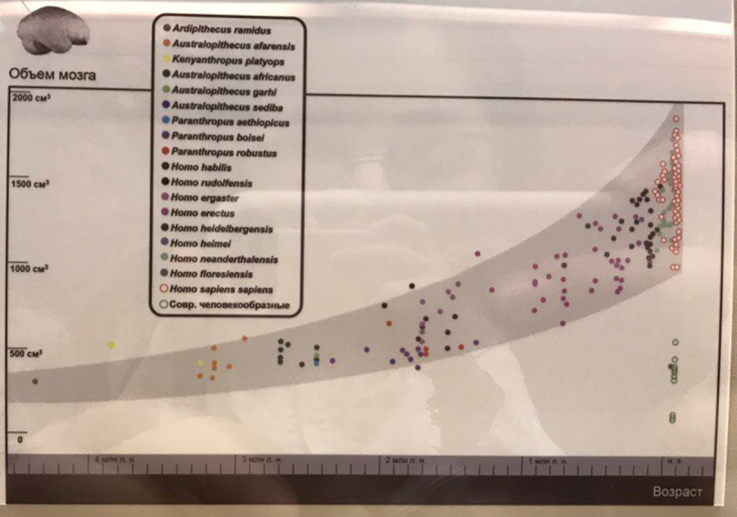 Объем мозга
2000 см³
1500 см³
1000 см³
500 см³
0
Ardipithecus ramidus
Australopithecus afarensis
Kenyanthropus platyops
Australopithecus africanus
Australopithecus garhi
Australopithecus sediba
Paranthropus aethiopicus
Paranthropus boisei
Paranthropus robustus
Homo habilis
Homo rudolfensis
Homo ergaster
Homo erectus
Homo heidelbergensis
Homo helmei
Homo neanderthalensis
Homo floresiensis
Homo sapiens sapiens
Совр. человекообразные
4 млн л. н.
3 млн л. н.
2 млн л. н.
1 млн л. н.
н. э.
Возраст